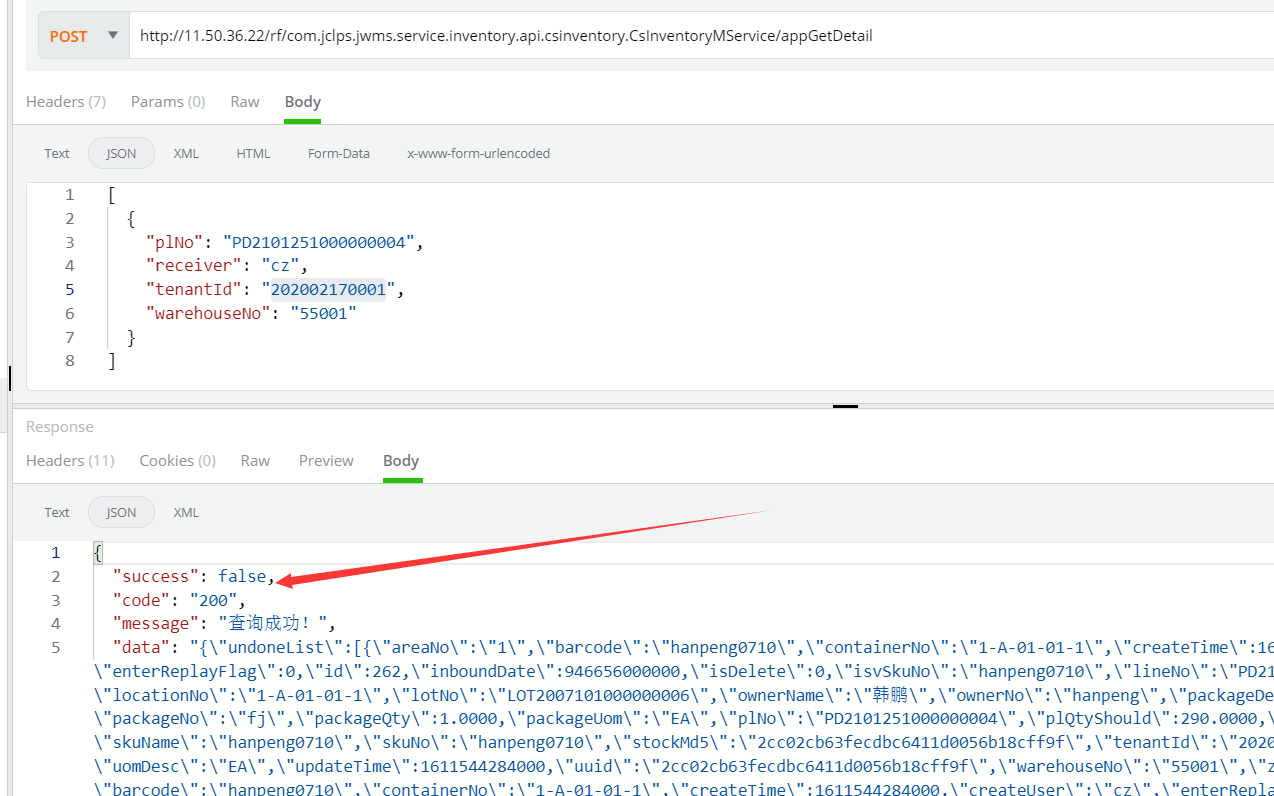 POST http://11.50.36.22/rf/com.jclps.jwms.service.inventory.api.csinventory.CsInventoryMService/appGetDetail
Headers (7) Params (0) Raw Body
Text JSON XML HTML Form-Data x-www-form-urlencoded
1 [
2 {
3 "plNo": "PD2101251000000004",
4 "receiver": "cz",
5 "tenantId": "202002170001",
6 "warehouseNo": "55001"
7 }
8 ]
Response
Headers (11) Cookies (0) Raw Preview Body
Text JSON XML
1 {
2 "success": false,
3 "code": "200",
4 "message": "查询成功！",
5 "data": "{\"undoneList\":[{\"areaNo\":\"1\",\"barcode\":\"hanpeng0710\",\"containerNo\":\"1-A-01-01-1\",\"createTime\":16
\"enterReplayFlag\":0,\"id\":262,\"inboundDate\":946656000000,\"isDelete\":0,\"isvSkuNo\":\"hanpeng0710\",\"lineNo\":\"PD21
\"locationNo\":\"1-A-01-01-1\",\"lotNo\":\"LOT2007101000000006\",\"ownerName\":\"韩鹏\",\"ownerNo\":\"hanpeng\",\"packageDe
\"packageNo\":\"fj\",\"packageQty\":1.0000,\"packageUom\":\"EA\",\"plNo\":\"PD2101251000000004\",\"plQtyShould\":290.0000,\
\"skuName\":\"hanpeng0710\",\"skuNo\":\"hanpeng0710\",\"stockMd5\":\"2cc02cb63fecdbc6411d0056b18cff9f\",\"tenantId\":\"2020
\"uomDesc\":\"EA\",\"updateTime\":1611544284000,\"uuid\":\"2cc02cb63fecdbc6411d0056b18cff9f\",\"warehouseNo\":\"55001\",\"z
\"barcode\":\"hanpeng0710\",\"containerNo\":\"1-A-01-01-1\",\"createTime\":1611544284000,\"createUser\":\"cz\",\"enterRepla